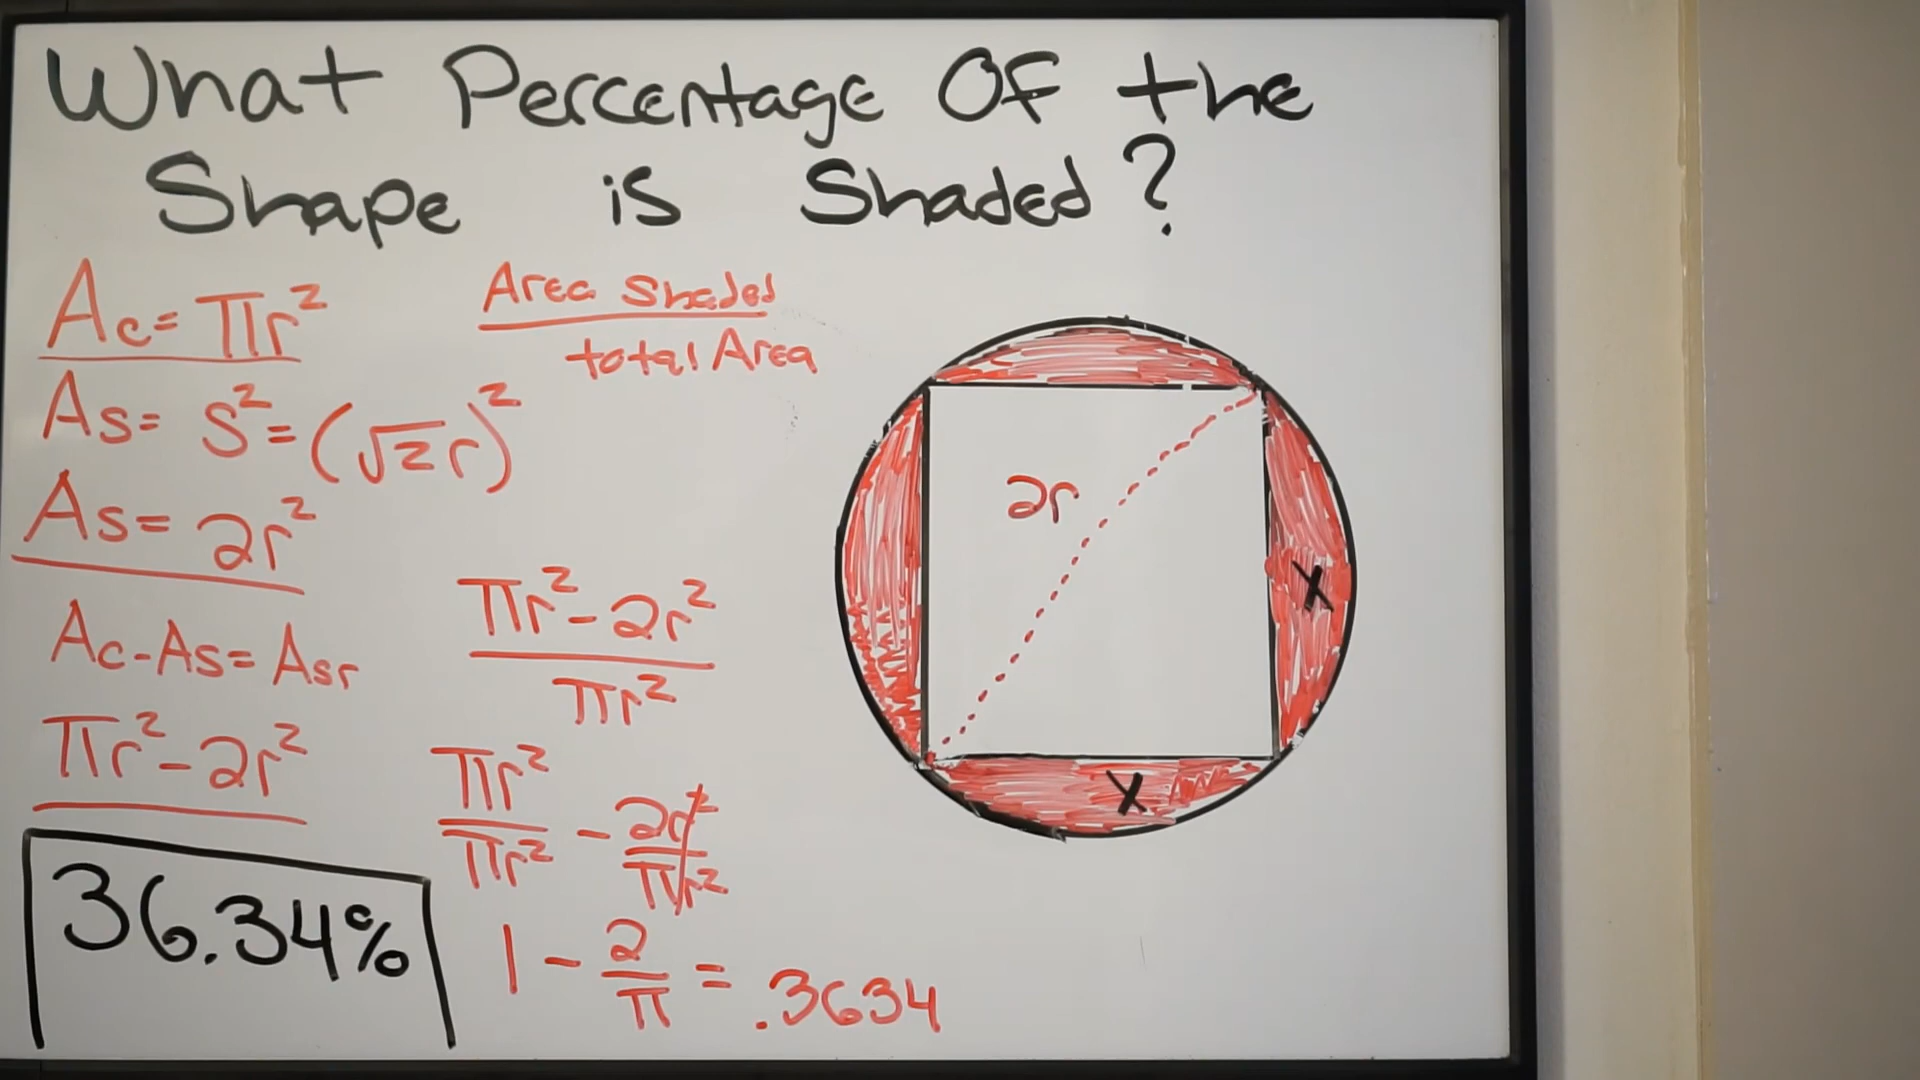 What Percentage Of the
Shape is Shaded?
Ac = πr²
As = s² = (√2r)²
As = 2r²
Ac - As = Asr
πr² - 2r²
36.34%
Area Shaded
total Area
πr² - 2r²
πr²
πr²/πr² - 2r²/πr²
1 - 2/π = .3634
2r
X
X